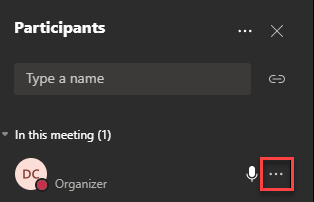 Participants
Type a name
In this meeting (1)
DC
Organizer